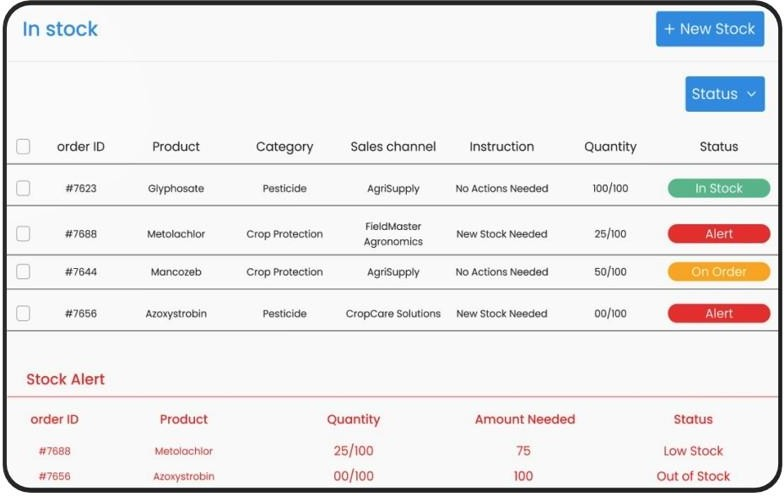 In stock
+ New Stock
Status
order ID Product Category Sales channel Instruction Quantity Status
#7623 Glyphosate Pesticide AgriSupply No Actions Needed 100/100 In Stock
#7688 Metolachlor Crop Protection FieldMaster Agronomics New Stock Needed 25/100 Alert
#7644 Mancozeb Crop Protection AgriSupply No Actions Needed 50/100 On Order
#7656 Azoxystrobin Pesticide CropCare Solutions New Stock Needed 00/100 Alert
Stock Alert
order ID Product Quantity Amount Needed Status
#7688 Metolachlor 25/100 75 Low Stock
#7656 Azoxystrobin 00/100 100 Out of Stock